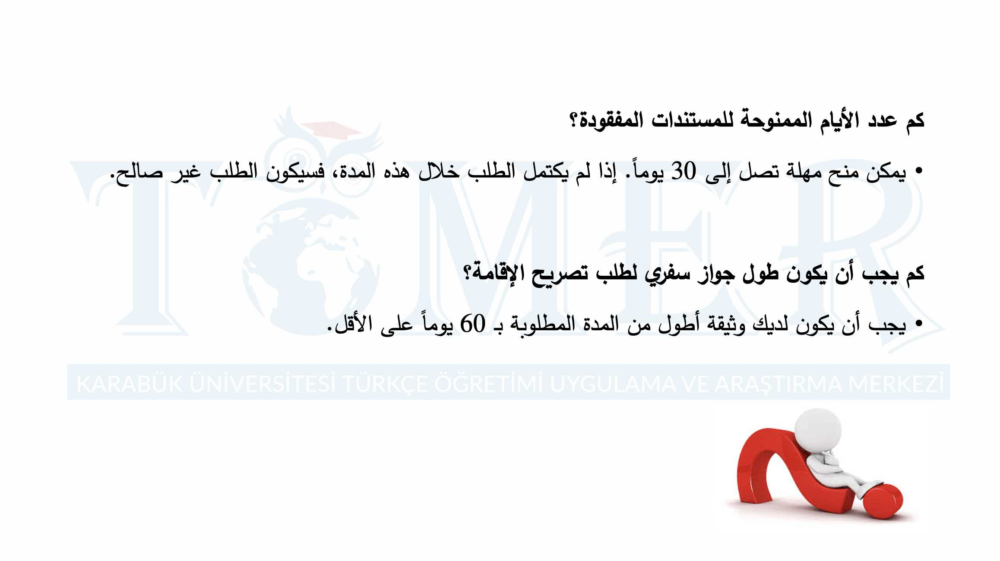 كم عدد الأيام الممنوحة للمستندات المفقودة؟
• يمكن منح مهلة تصل إلى 30 يوماً. إذا لم يكتمل الطلب خلال هذه المدة، فسيكون الطلب غير صالح.
كم يجب أن يكون طول جواز سفري لطلب تصريح الإقامة؟
• يجب أن يكون لديك وثيقة أطول من المدة المطلوبة بـ 60 يوماً على الأقل.
TÖMER
KARABÜK ÜNİVERSİTESİ TÜRKÇE ÖĞRETİMİ UYGULAMA VE ARAŞTIRMA MERKEZİ